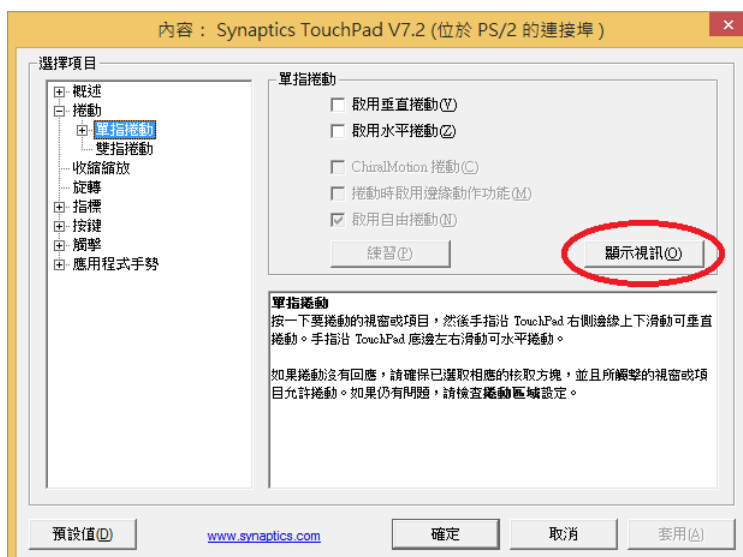 內容： Synaptics TouchPad V7.2 (位於 PS/2 的連接埠 )
選擇項目
概述
捲動
單指捲動
雙指捲動
收縮縮放
旋轉
指標
按鍵
觸擊
應用程式手勢
單指捲動
啟用垂直捲動(Y)
啟用水平捲動(Z)
ChiralMotion 捲動(C)
捲動時啟用邊緣動作功能(M)
啟用自由捲動(N)
練習(P)
顯示視訊(O)
單指捲動
按一下要捲動的視窗或項目，然後手指沿 TouchPad 右側邊緣上下滑動可垂直
捲動。手指沿 TouchPad 底邊左右滑動可水平捲動。
如果捲動沒有回應，請確保已選取相應的核取方塊，並且所觸擊的視窗或項
目允許捲動。如果仍有問題，請檢查捲動區域設定。
預設值(D)
www.synaptics.com
確定
取消
套用(A)